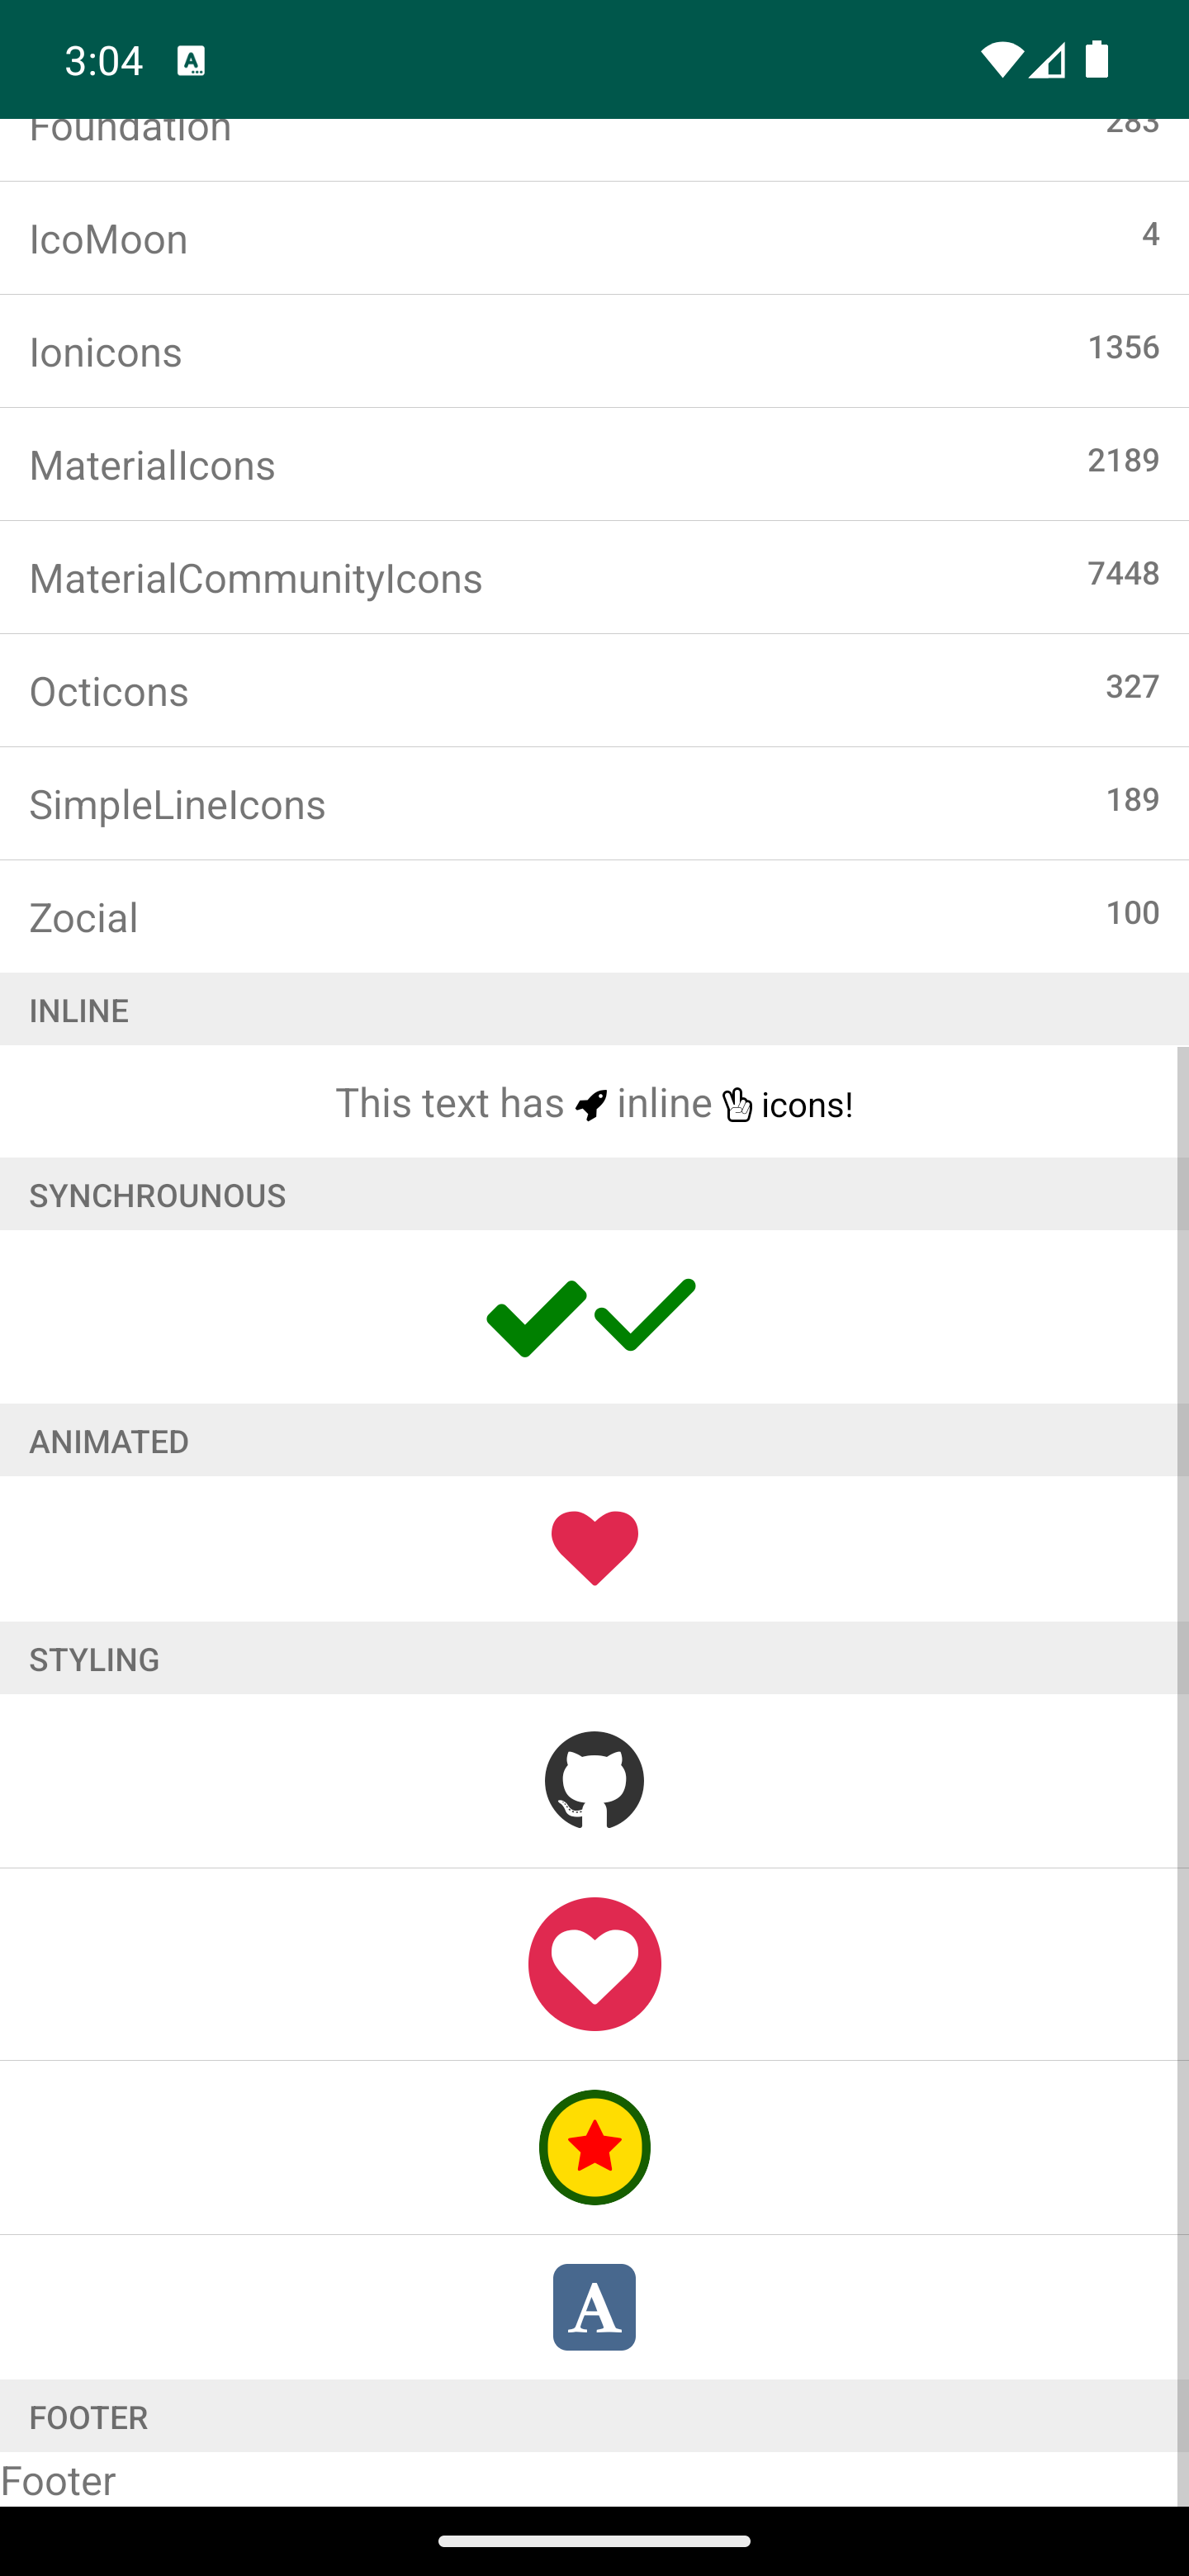 3:04
Foundation 283
IcoMoon 4
Ionicons 1356
MaterialIcons 2189
MaterialCommunityIcons 7448
Octicons 327
SimpleLineIcons 189
Zocial 100
INLINE
This text has inline icons!
SYNCHROUNOUS
ANIMATED
STYLING
A
FOOTER
Footer